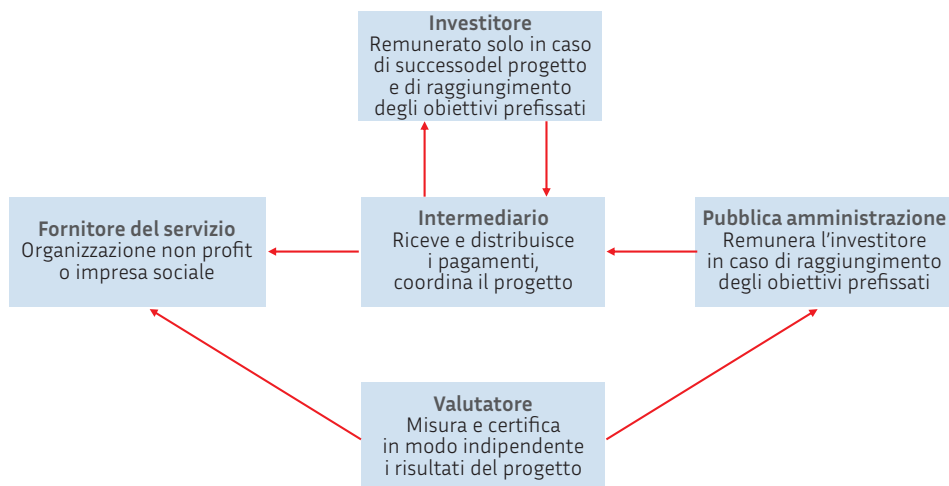 Investitore
Remunerato solo in caso
di successodel progetto
e di raggiungimento
degli obiettivi prefissati
Fornitore del servizio
Organizzazione non profit
o impresa sociale
Intermediario
Riceve e distribuisce
i pagamenti,
coordina il progetto
Pubblica amministrazione
Remunera l'investitore
in caso di raggiungimento
degli obiettivi prefissati
Valutatore
Misura e certifica
in modo indipendente
i risultati del progetto